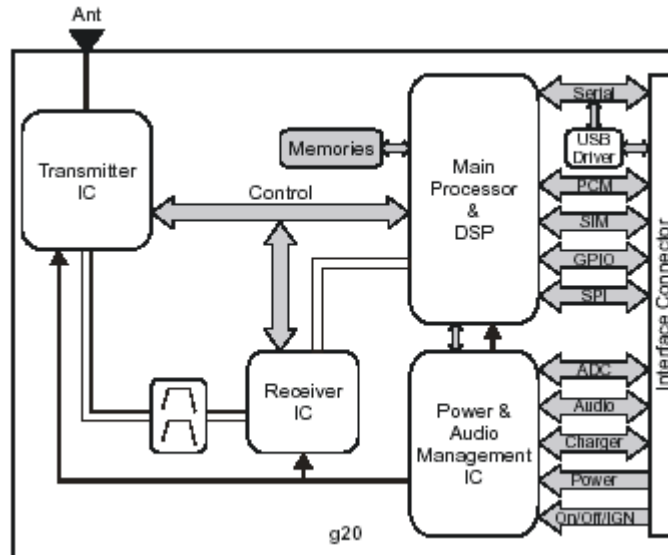 Ant
Transmitter
IC
Memories
Control
Main
Processor
&
DSP
Serial
USB
Driver
PCM
SIM
GPIO
SPI
Interface Connector
Receiver
IC
Power &
Audio
Management
IC
ADC
Audio
Charger
Power
On/Off/IGN
g20